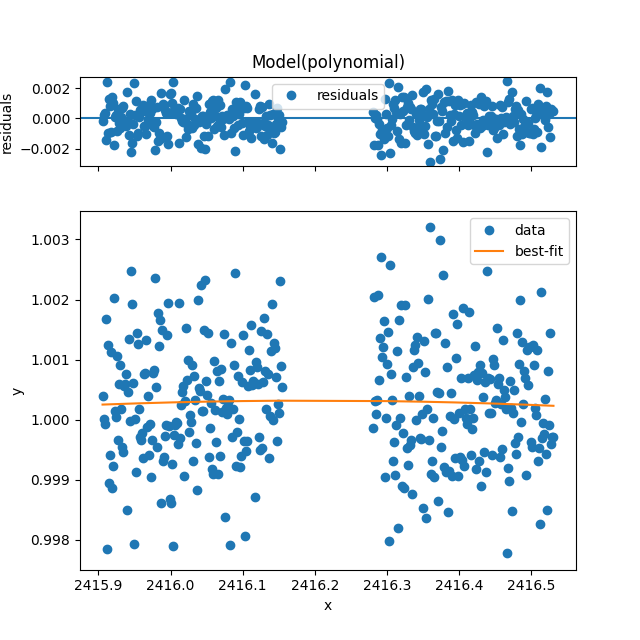 Model(polynomial)
0.002
0.000
−0.002
residuals
residuals
1.003
1.002
1.001
1.000
0.999
0.998
y
data
best-fit
2415.9 2416.0 2416.1 2416.2 2416.3 2416.4 2416.5
x